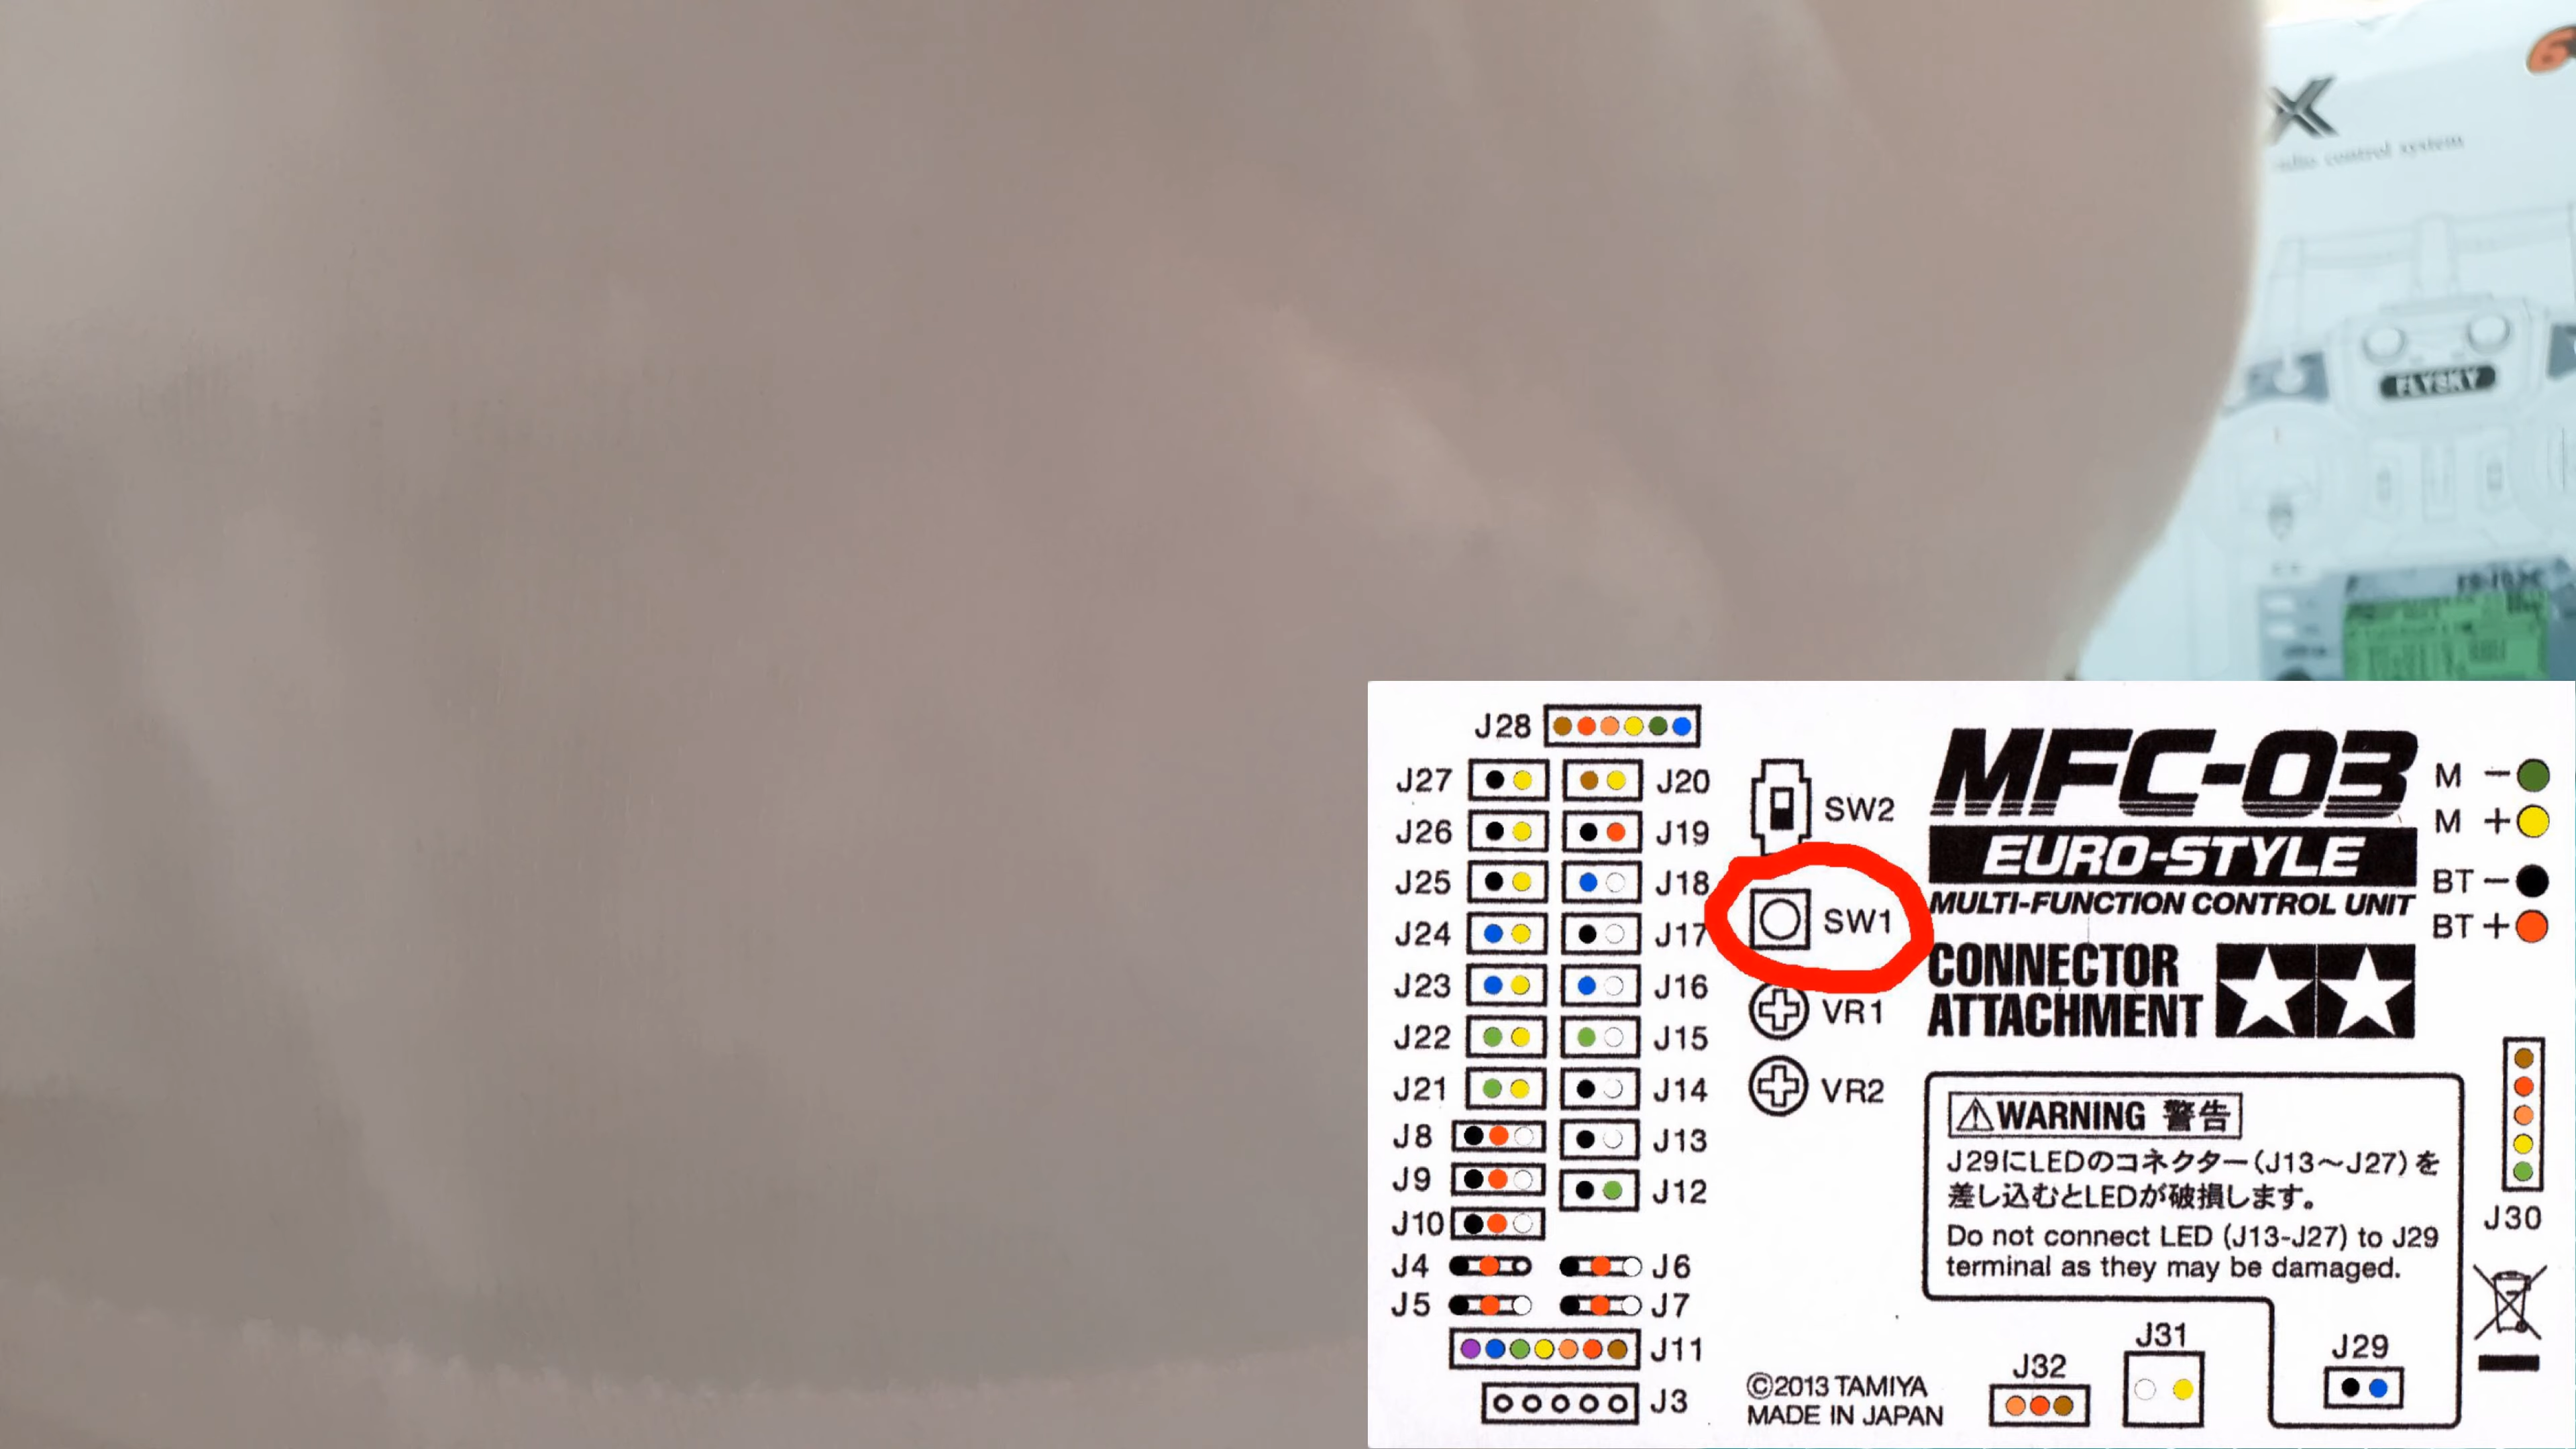 X
radio control system
FLYSKY
J28
J27
J20
SW2
J26
J19
J25
J18
J24
J17
SW1
J23
J16
VR1
J22
J15
J21
J14
VR2
J8
J13
J9
J12
J10
J4
J6
J5
J7
J11
J3
MFC-03
EURO-STYLE
MULTI-FUNCTION CONTROL UNIT
CONNECTOR
ATTACHMENT
M −
M +
BT −
BT +
⚠WARNING 警告
J29にLEDのコネクター(J13～J27)を
差し込むとLEDが破損します。
Do not connect LED (J13-J27) to J29
terminal as they may be damaged.
J30
J31
J29
J32
©2013 TAMIYA
MADE IN JAPAN